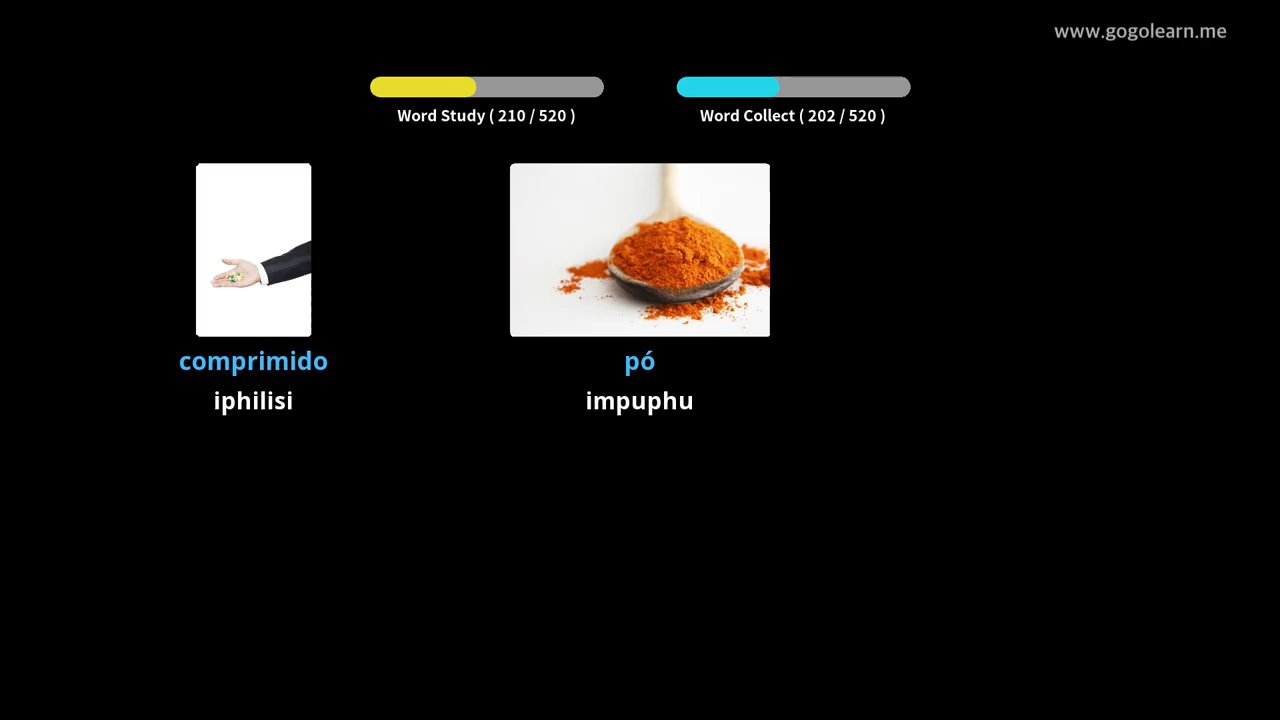 www.gogolearn.me
Word Study ( 210 / 520 )
Word Collect ( 202 / 520 )
comprimido
iphilisi
pó
impuphu